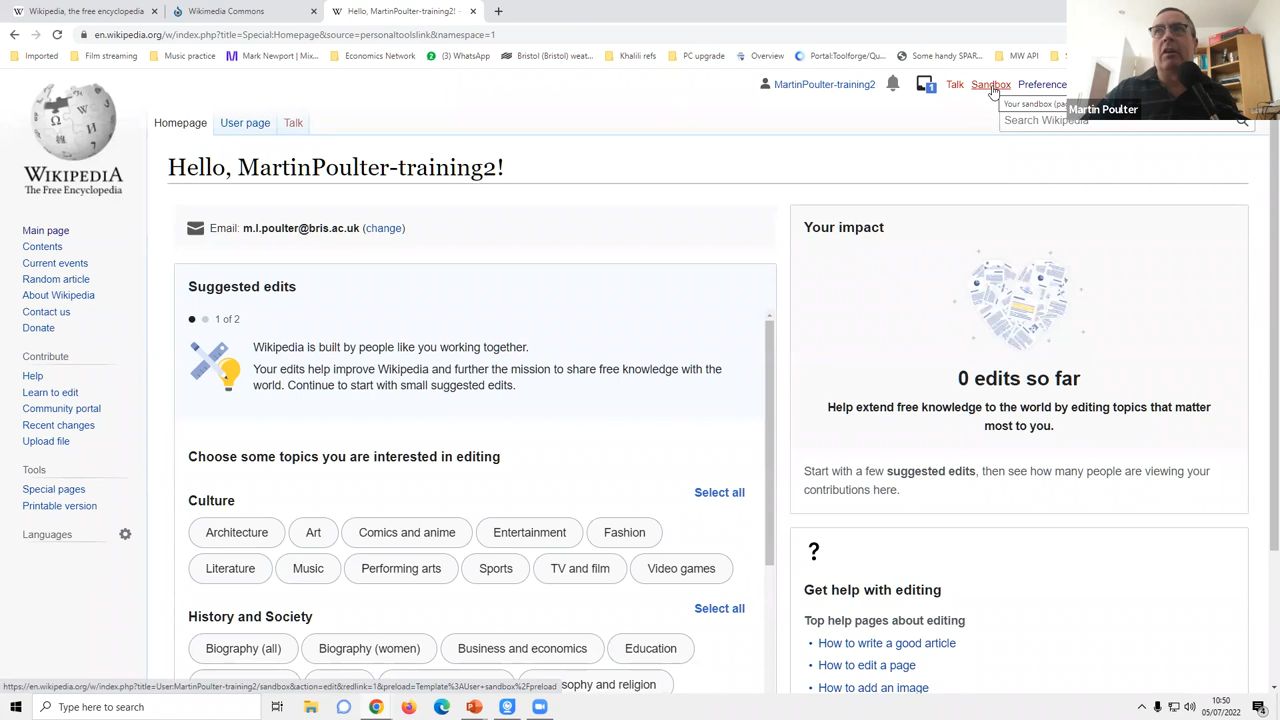 Wikipedia, the free encyclopedia
Wikimedia Commons
Hello, MartinPoulter-training2! -
en.wikipedia.org/w/index.php?title=Special:Homepage&source=personaltoolslink&namespace=1
Imported
Film streaming
Music practice
Mark Newport | Mix...
Economics Network
(3) WhatsApp
Bristol (Bristol) weat...
Khalili refs
PC upgrade
Overview
Portal:Toolforge/Qu...
Some handy SPAR...
MW API
MartinPoulter-training2
1
Talk
Sandbox
Preference
Your sandbox (pa
Martin Poulter
Homepage
User page
Talk
Search Wikipedia
Hello, MartinPoulter-training2!
WIKIPEDIA
The Free Encyclopedia
Main page
Contents
Current events
Random article
About Wikipedia
Contact us
Donate
Contribute
Help
Learn to edit
Community portal
Recent changes
Upload file
Tools
Special pages
Printable version
Languages
Email: m.l.poulter@bris.ac.uk (change)
Suggested edits
1 of 2
Wikipedia is built by people like you working together.
Your edits help improve Wikipedia and further the mission to share free knowledge with the
world. Continue to start with small suggested edits.
Choose some topics you are interested in editing
Culture
Select all
Architecture
Art
Comics and anime
Entertainment
Fashion
Literature
Music
Performing arts
Sports
TV and film
Video games
History and Society
Select all
Biography (all)
Biography (women)
Business and economics
Education
osophy and religion
Your impact
0 edits so far
Help extend free knowledge to the world by editing topics that matter
most to you.
Start with a few suggested edits, then see how many people are viewing your
contributions here.
?
Get help with editing
Top help pages about editing
• How to write a good article
• How to edit a page
• How to add an image
https://en.wikipedia.org/w/index.php?title=User:MartinPoulter-training2/sandbox&action=edit&redlink=1&preload=Template%3AUser+sandbox%2Fpreload
Type here to search
10:50
05/07/2022
4